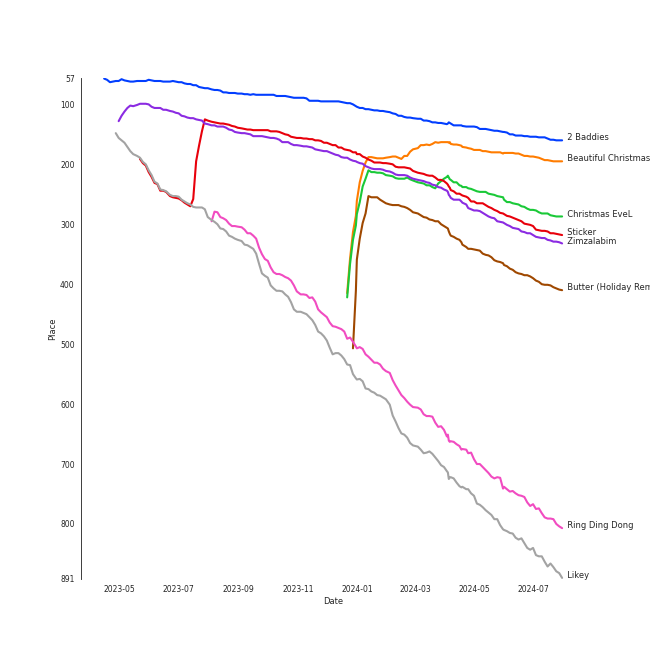 57
100
200
300
400
500
600
700
800
891
Place
2023-05
2023-07
2023-09
2023-11
2024-01
2024-03
2024-05
2024-07
Date
2 Baddies
Beautiful Christmas
Christmas EveL
Sticker
Zimzalabim
Butter (Holiday Rem
Ring Ding Dong
Likey